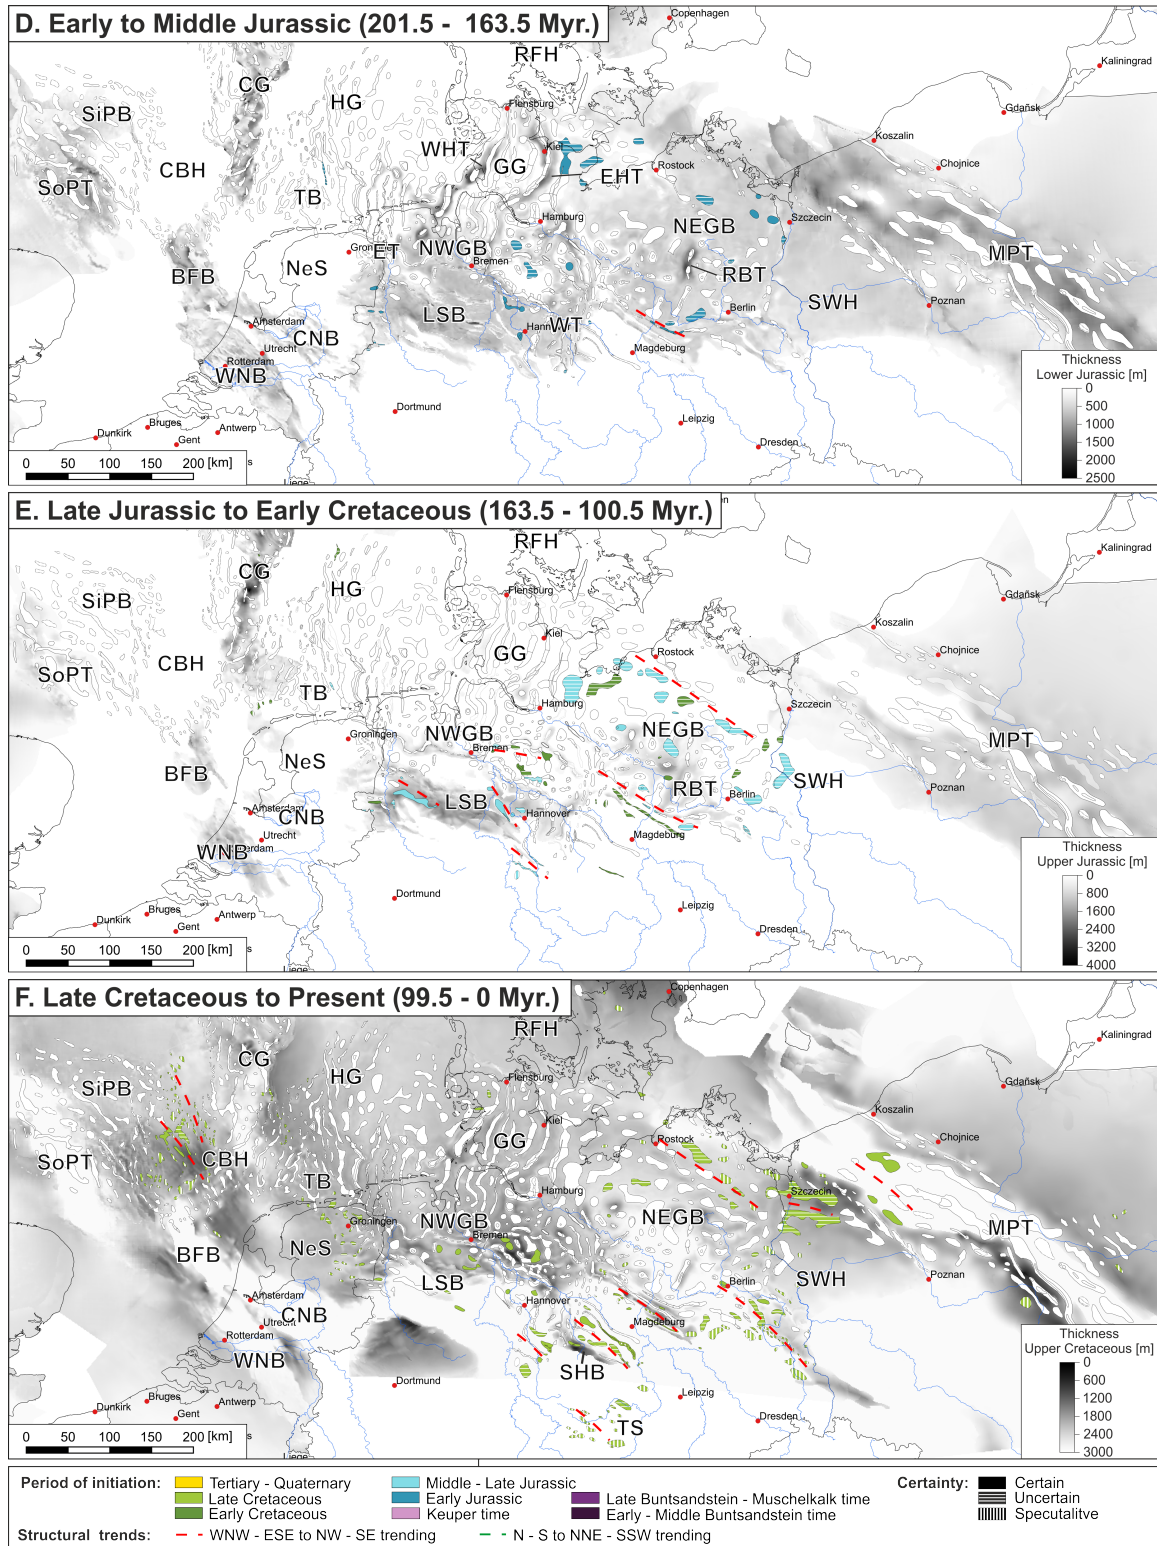 D. Early to Middle Jurassic (201.5 - 163.5 Myr.)
Copenhagen
RFH
Kaliningrad
CG
HG
SiPB
Flensburg
Gdańsk
Koszalin
WHT
GG
Kiel
Chojnice
CBH
Rostock
EHT
SoPT
TB
Hamburg
Szczecin
NEGB
ET
NWGB
MPT
Bremen
NeS
RBT
BFB
SWH
Poznan
LSB
Berlin
Amsterdam
WT
CNB
Utrecht
Magdeburg
Rotterdam
WNB
Thickness
Lower Jurassic [m]
0
500
1000
1500
2000
2500
Dortmund
Leipzig
Bruges
Antwerp
Dunkirk
Gent
Dresden
0 50 100 150 200 [km]
E. Late Jurassic to Early Cretaceous (163.5 - 100.5 Myr.)
RFH
Kaliningrad
CG
HG
SiPB
Flensburg
Gdańsk
Koszalin
Kiel
GG
Rostock
Chojnice
CBH
SoPT
TB
Hamburg
Szczecin
NEGB
NWGB
Groningen
MPT
Bremen
NeS
BFB
RBT
SWH
Poznan
LSB
Berlin
Amsterdam
CNB
Hannover
Utrecht
Magdeburg
WNB
Thickness
Upper Jurassic [m]
0
800
1600
2400
3200
4000
Dortmund
Leipzig
Bruges
Antwerp
Dunkirk
Gent
Dresden
0 50 100 150 200 [km]
F. Late Cretaceous to Present (99.5 - 0 Myr.)
Copenhagen
RFH
Kaliningrad
CG
HG
SiPB
Flensburg
Gdańsk
Koszalin
Kiel
GG
Rostock
Chojnice
CBH
SoPT
TB
Hamburg
Szczecin
NEGB
NWGB
Groningen
MPT
Bremen
NeS
BFB
LSB
SWH
Poznan
Berlin
Amsterdam
CNB
Hannover
Utrecht
Magdeburg
Rotterdam
WNB
SHB
Thickness
Upper Cretaceous [m]
0
600
1200
1800
2400
3000
Dortmund
Leipzig
Bruges
Antwerp
Dunkirk
Gent
TS
Dresden
0 50 100 150 200 [km]
Period of initiation: Tertiary - Quaternary Middle - Late Jurassic Certainty: Certain
Late Cretaceous Early Jurassic Late Buntsandstein - Muschelkalk time Uncertain
Early Cretaceous Keuper time Early - Middle Buntsandstein time Speculatilve
Structural trends: WNW - ESE to NW - SE trending N - S to NNE - SSW trending